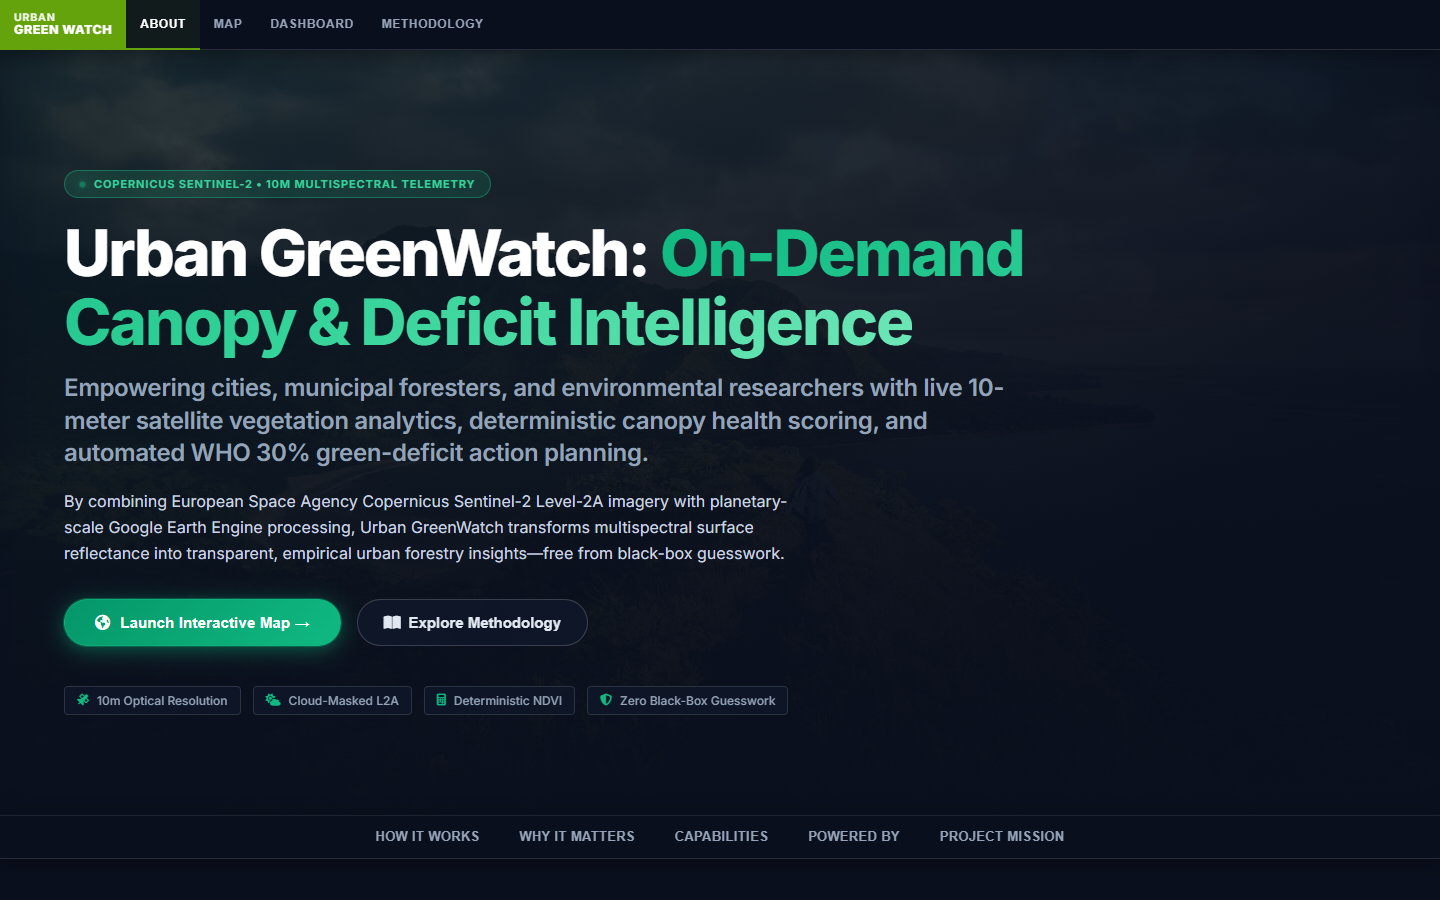 URBAN
GREEN WATCH
ABOUT
MAP
DASHBOARD
METHODOLOGY
COPERNICUS SENTINEL-2 • 10M MULTISPECTRAL TELEMETRY
Urban GreenWatch: On-Demand
Canopy & Deficit Intelligence
Empowering cities, municipal foresters, and environmental researchers with live 10-
meter satellite vegetation analytics, deterministic canopy health scoring, and
automated WHO 30% green-deficit action planning.
By combining European Space Agency Copernicus Sentinel-2 Level-2A imagery with planetary-
scale Google Earth Engine processing, Urban GreenWatch transforms multispectral surface
reflectance into transparent, empirical urban forestry insights—free from black-box guesswork.
Launch Interactive Map →
Explore Methodology
10m Optical Resolution
Cloud-Masked L2A
Deterministic NDVI
Zero Black-Box Guesswork
HOW IT WORKS
WHY IT MATTERS
CAPABILITIES
POWERED BY
PROJECT MISSION